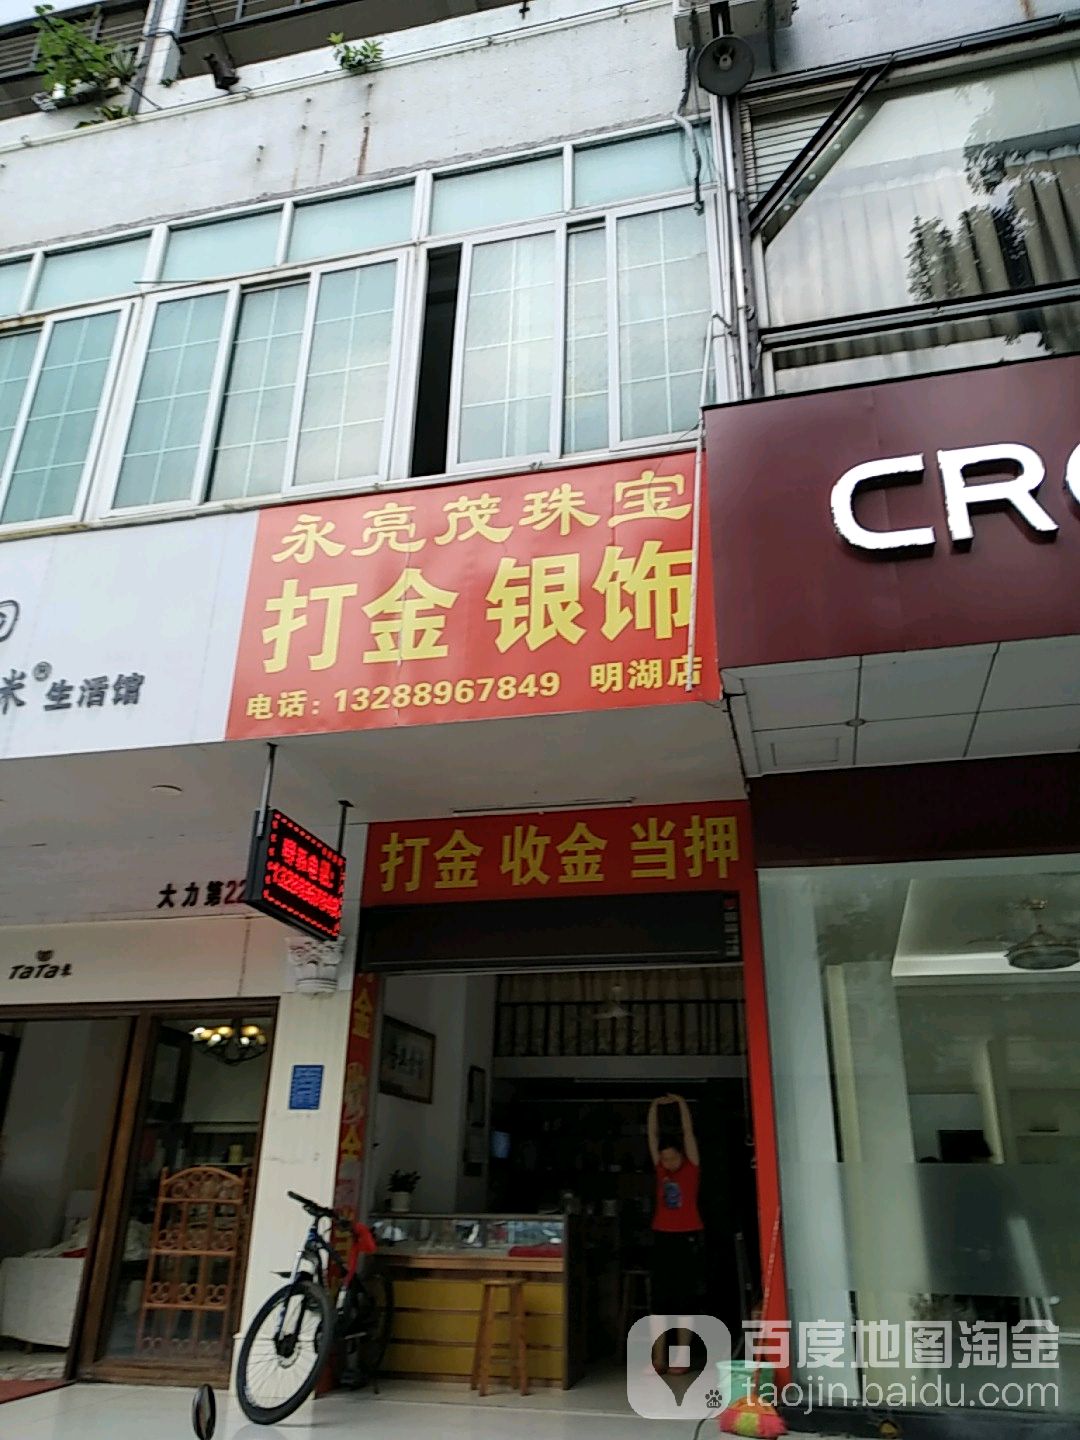 永亮茂珠宝
打金 银饰
电话：13288967849 明湖店
CR
米® 生活馆
打金 收金 当押
大力第22
TaTa
百度地图淘金
taojin.baidu.com